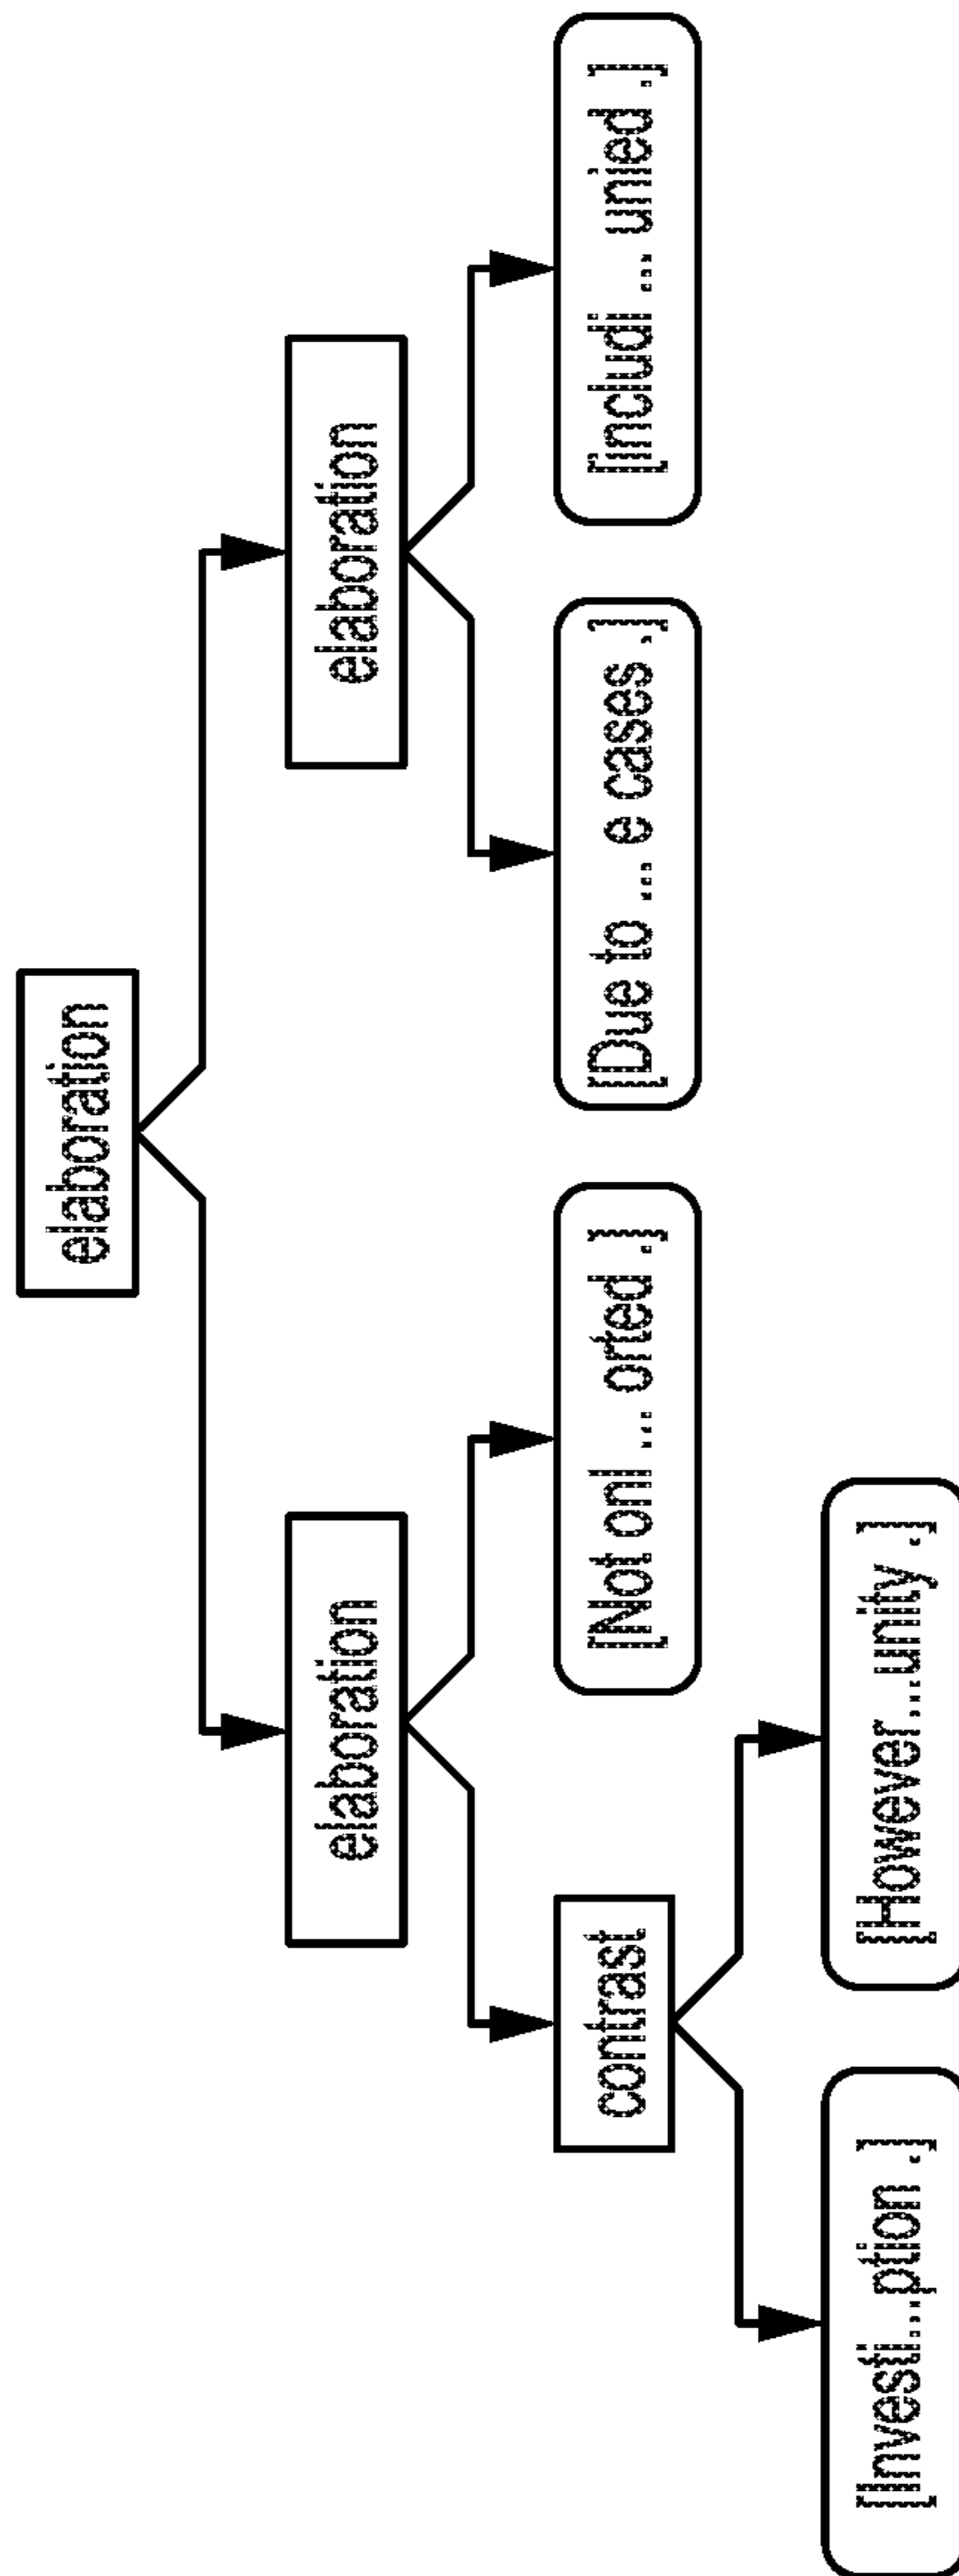 elaboration
elaboration
elaboration
contrast
[Not onl ... orted .]
[Due to ... e cases ,]
[includi ... unied .]
[Investi...ption .]
[However...unity .]